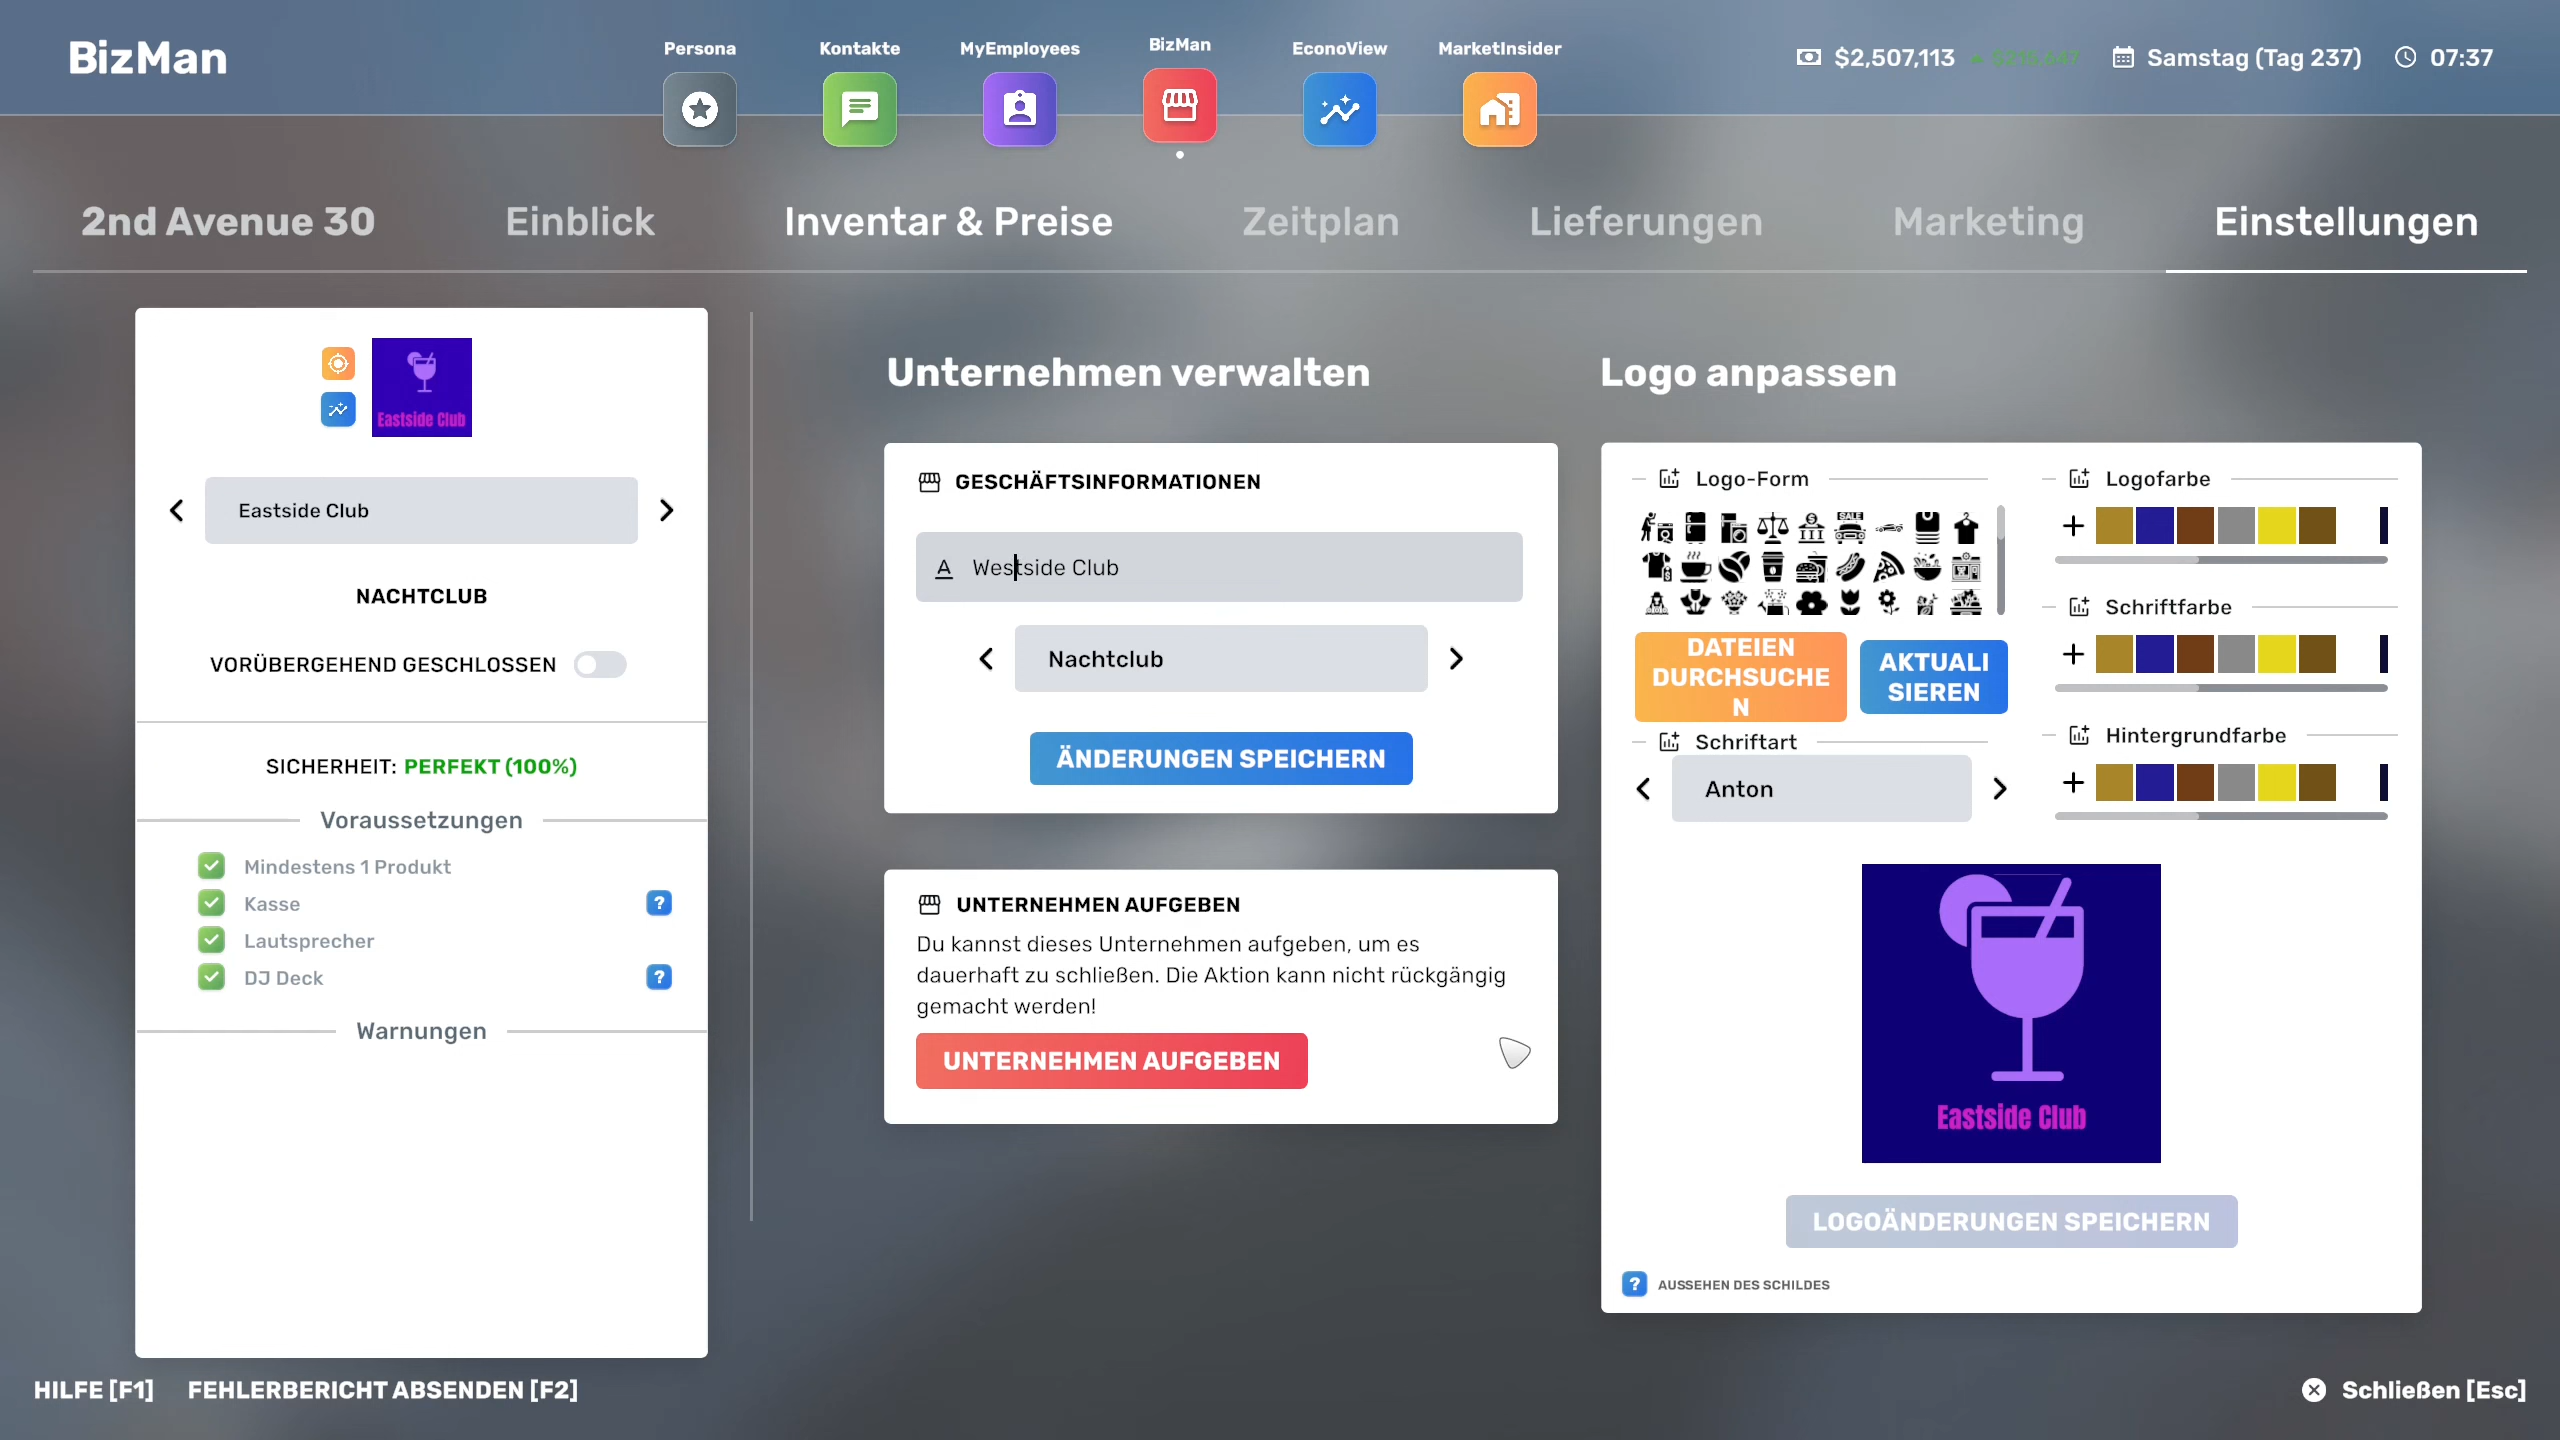 BizMan
Persona
Kontakte
MyEmployees
BizMan
EconoView
MarketInsider
$2,507,113
Samstag (Tag 237)
07:37
2nd Avenue 30
Einblick
Inventar & Preise
Zeitplan
Lieferungen
Marketing
Einstellungen
Eastside Club
Eastside Club
NACHTCLUB
VORÜBERGEHEND GESCHLOSSEN
SICHERHEIT: PERFEKT (100%)
Voraussetzungen
Mindestens 1 Produkt
Kasse
?
Lautsprecher
DJ Deck
?
Warnungen
Unternehmen verwalten
GESCHÄFTSINFORMATIONEN
Westside Club
Nachtclub
ÄNDERUNGEN SPEICHERN
UNTERNEHMEN AUFGEBEN
Du kannst dieses Unternehmen aufgeben, um es
dauerhaft zu schließen. Die Aktion kann nicht rückgängig
gemacht werden!
UNTERNEHMEN AUFGEBEN
Logo anpassen
Logo-Form
SALE
DATEIEN
DURCHSUCHE
N
AKTUALI
SIEREN
Schriftart
Anton
Logofarbe
Schriftfarbe
Hintergrundfarbe
Eastside Club
LOGOÄNDERUNGEN SPEICHERN
?
AUSSEHEN DES SCHILDES
HILFE [F1]
FEHLERBERICHT ABSENDEN [F2]
Schließen [Esc]